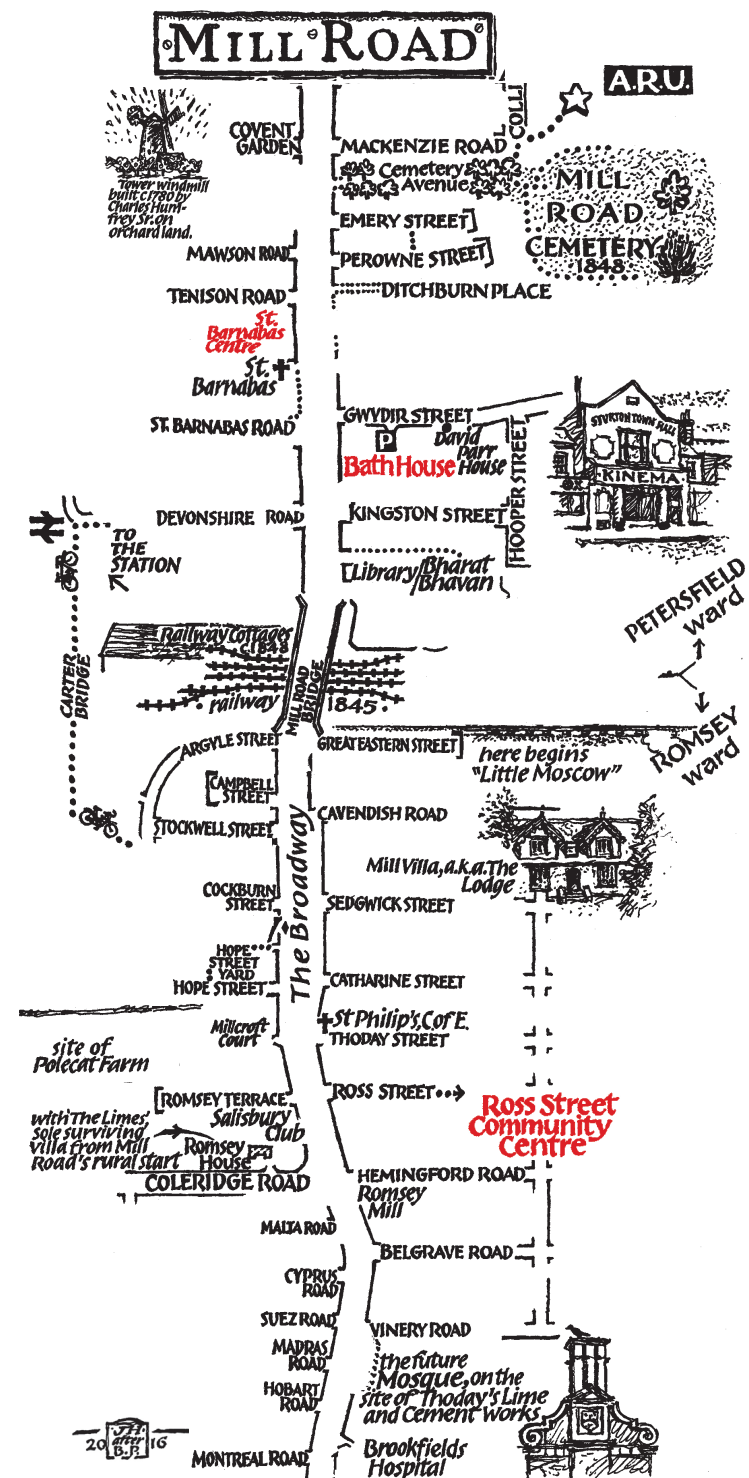 MILL ROAD
A.R.U.
COLLI
COVENT
GARDEN
MACKENZIE ROAD
Cemetery
Avenue
MILL
ROAD
CEMETERY
1848
Tower windmill
built c1780 by
Charles Hum-
frey Sr. on
orchard land.
EMERY STREET
PEROWNE STREET
MAWSON ROAD
TENISON ROAD
DITCHBURN PLACE
St.
Barnabas
Centre
St.
Barnabas
ST. BARNABAS ROAD
GWYDIR STREET
P
David
Parr
House
Bath House
HOOPER STREET
STURTON TOWN HALL
KINEMA
DEVONSHIRE ROAD
KINGSTON STREET
TO
THE
STATION
Library/Bharat
Bhavan
PETERSFIELD
ward
Railway Cottages
c.1848
CARTER
BRIDGE
railway
MILL ROAD
BRIDGE
1845
ROMSEY
ward
ARGYLE STREET
GREAT EASTERN STREET
here begins
"Little Moscow"
CAMPBELL
STREET
The Broadway
CAVENDISH ROAD
STOCKWELL STREET
Mill Villa, a.k.a. The
Lodge
COCKBURN
STREET
SEDGWICK STREET
HOPE
STREET
YARD
HOPE STREET
CATHARINE STREET
Millcroft
Court
St Philip's, C of E.
THODAY STREET
site of
Polecat Farm
ROMSEY TERRACE
ROSS STREET
Salisbury
Club
Ross Street
Community
Centre
with 'The Limes',
sole surviving
villa from Mill
Road's rural start
Romsey
House
COLERIDGE ROAD
HEMINGFORD ROAD
Romsey
Mill
MALTA ROAD
BELGRAVE ROAD
CYPRUS
ROAD
SUEZ ROAD
VINERY ROAD
MADRAS
ROAD
the future
Mosque, on the
site of Thoday's Lime
and Cement works
HOBART
ROAD
J.H.
after
B.P.
20 16
MONTREAL ROAD
Brookfields
Hospital